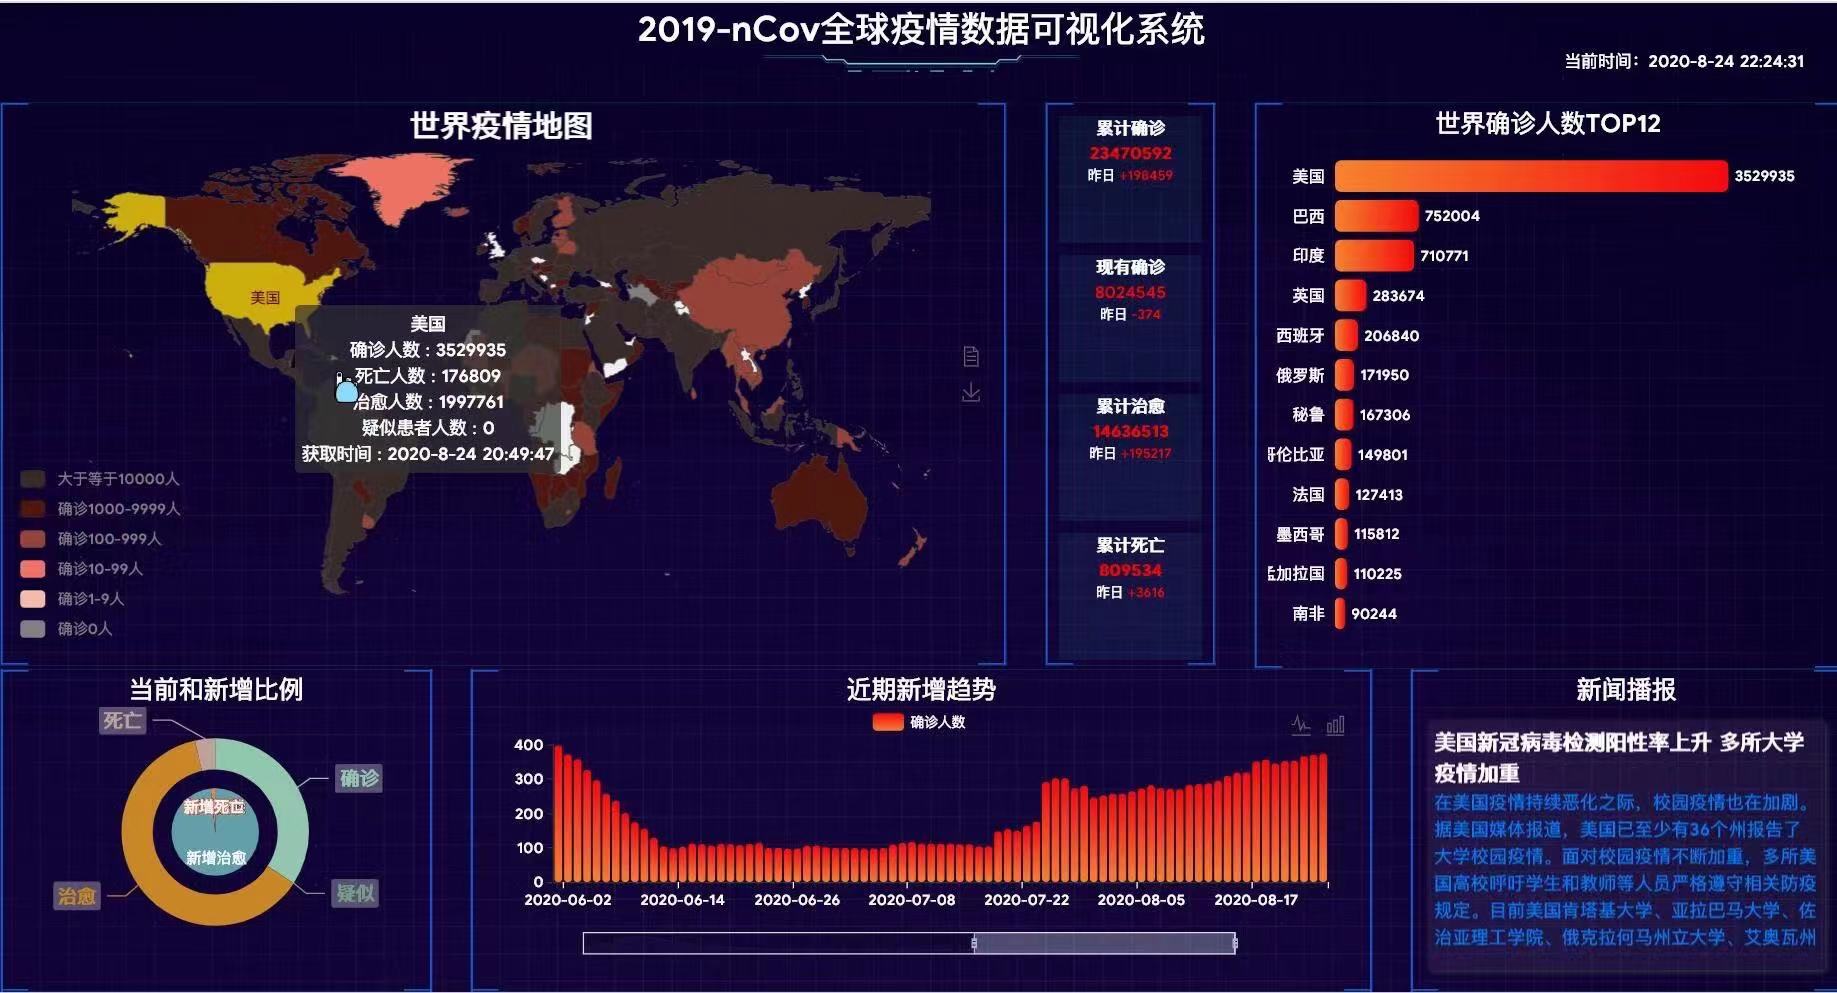 2019-nCov全球疫情数据可视化系统
当前时间：2020-8-24 22:24:31
世界疫情地图
美国
美国
确诊人数 : 3529935
死亡人数 : 176809
治愈人数 : 1997761
疑似患者人数 : 0
获取时间 : 2020-8-24 20:49:47
大于等于10000人
确诊1000-9999人
确诊100-999人
确诊10-99人
确诊1-9人
确诊0人
累计确诊
23470592
昨日 +198459
现有确诊
8024545
昨日 -374
累计治愈
14636513
昨日 +195217
累计死亡
809534
昨日 +3616
世界确诊人数TOP12
美国 3529935
巴西 752004
印度 710771
英国 283674
西班牙 206840
俄罗斯 171950
秘鲁 167306
伦比亚 149801
法国 127413
墨西哥 115812
加拉国 110225
南非 90244
当前和新增比例
死亡
确诊
新增死亡
新增治愈
治愈
疑似
近期新增趋势
确诊人数
400
300
200
100
0
2020-06-02 2020-06-14 2020-06-26 2020-07-08 2020-07-22 2020-08-05 2020-08-17
新闻播报
美国新冠病毒检测阳性率上升 多所大学
疫情加重
在美国疫情持续恶化之际，校园疫情也在加剧。
据美国媒体报道，美国已至少有36个州报告了
大学校园疫情。面对校园疫情不断加重，多所美
国高校呼吁学生和教师等人员严格遵守相关防疫
规定。目前美国肯塔基大学、亚拉巴马大学、佐
治亚理工学院、俄克拉何马州立大学、艾奥瓦州